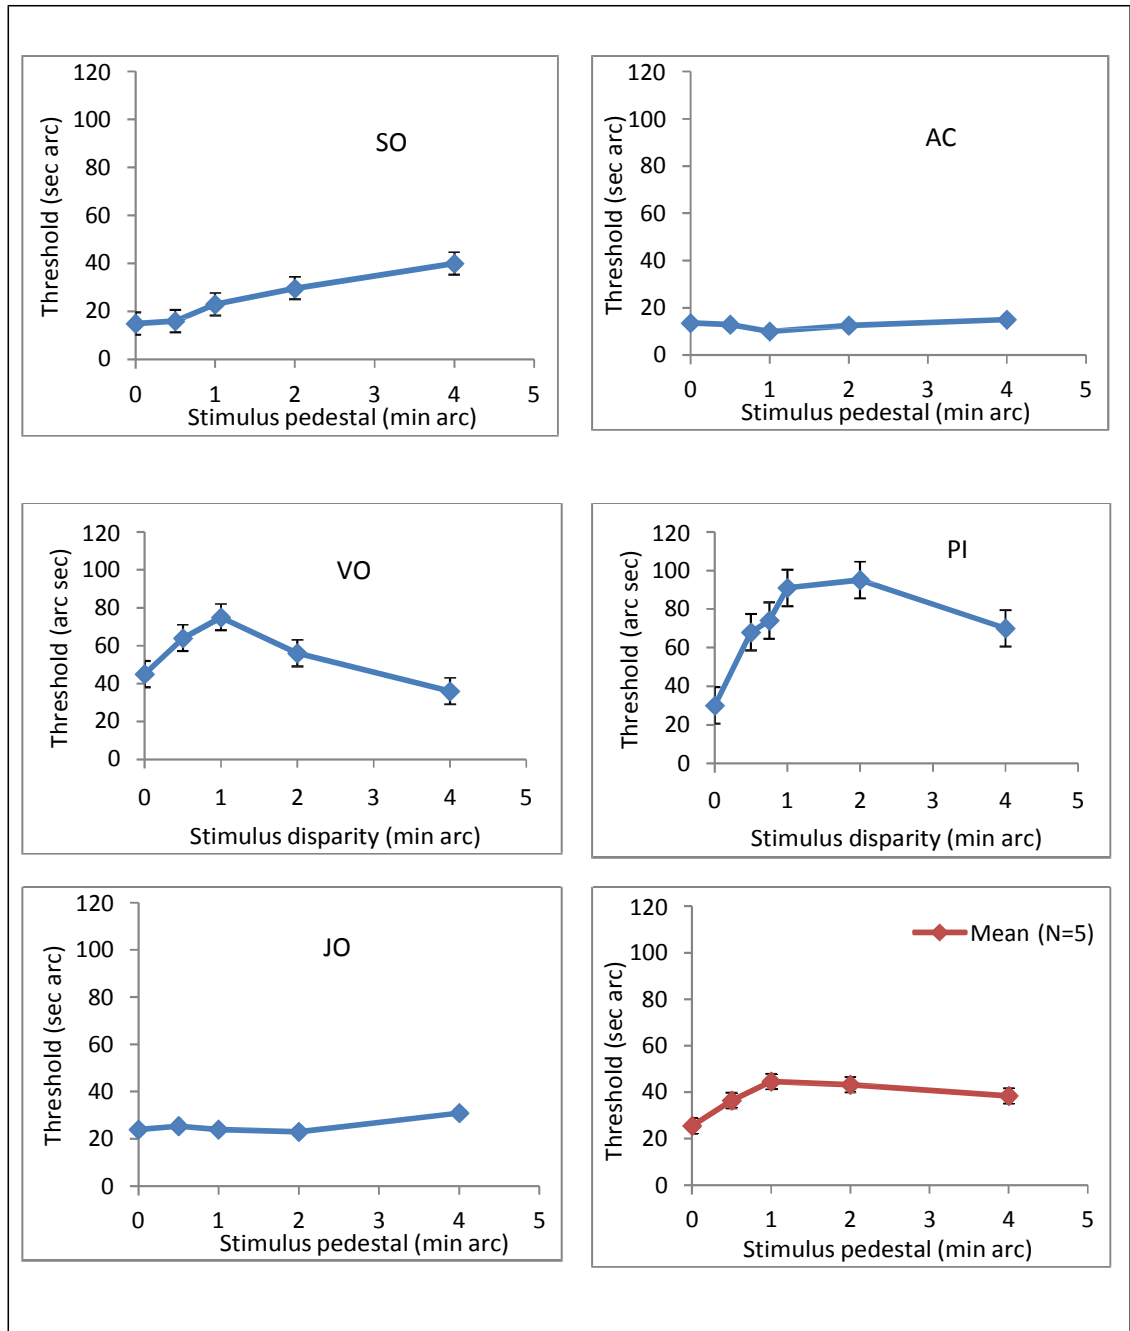 SO
Threshold (sec arc)
120
100
80
60
40
20
0
0 1 2 3 4 5
Stimulus pedestal (min arc)
AC
Threshold (sec arc)
120
100
80
60
40
20
0
0 1 2 3 4 5
Stimulus pedestal (min arc)
VO
Threshold (arc sec)
120
100
80
60
40
20
0
0 1 2 3 4 5
Stimulus disparity (min arc)
PI
Threshold (arc sec)
120
100
80
60
40
20
0
0 1 2 3 4 5
Stimulus disparity (min arc)
JO
Threshold (sec arc)
120
100
80
60
40
20
0
0 1 2 3 4 5
Stimulus pedestal (min arc)
Mean (N=5)
Threshold (sec arc)
120
100
80
60
40
20
0
0 1 2 3 4 5
Stimulus pedestal (min arc)